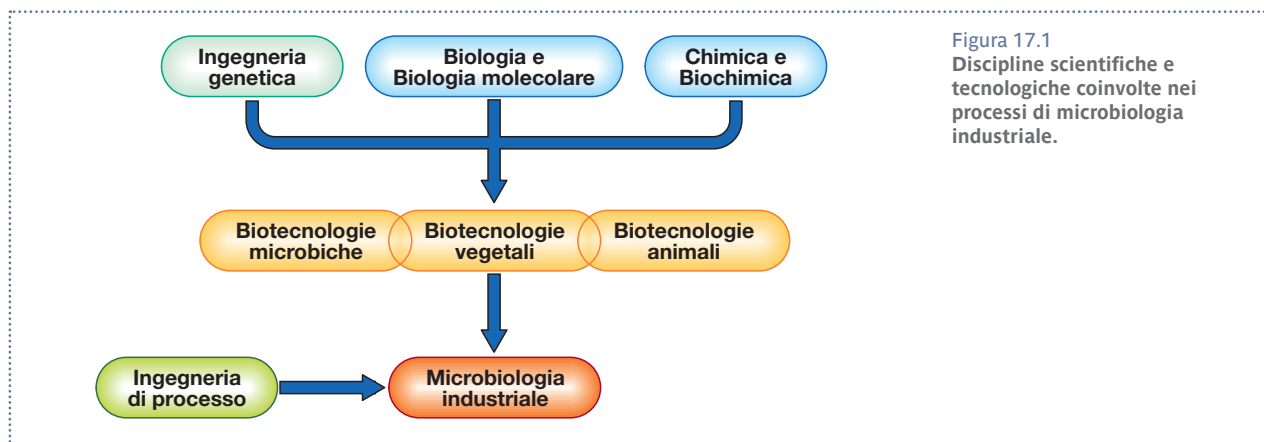 Ingegneria
genetica
Biologia e
Biologia molecolare
Chimica e
Biochimica
Figura 17.1
Discipline scientifiche e
tecnologiche coinvolte nei
processi di microbiologia
industriale.
Biotecnologie
microbiche
Biotecnologie
vegetali
Biotecnologie
animali
Ingegneria
di processo
Microbiologia
industriale